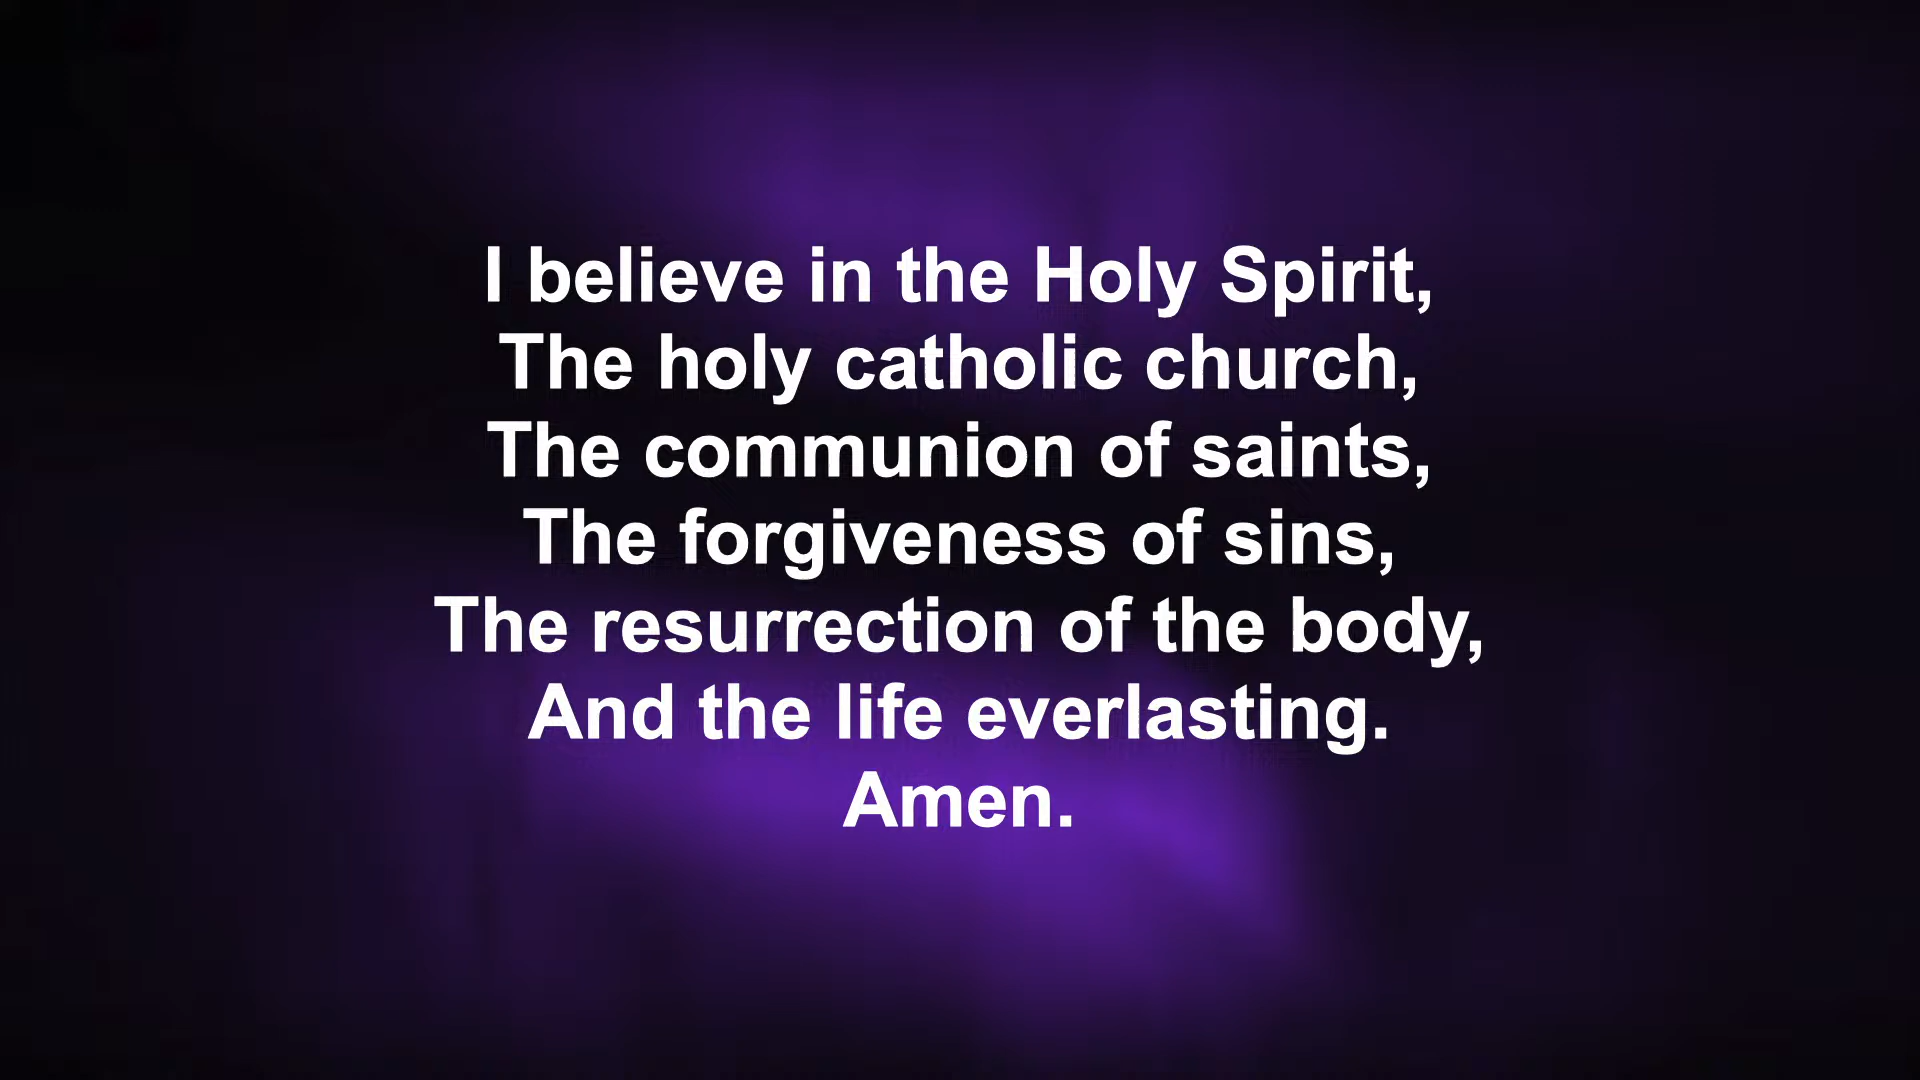 I believe in the Holy Spirit,
The holy catholic church,
The communion of saints,
The forgiveness of sins,
The resurrection of the body,
And the life everlasting.
Amen.